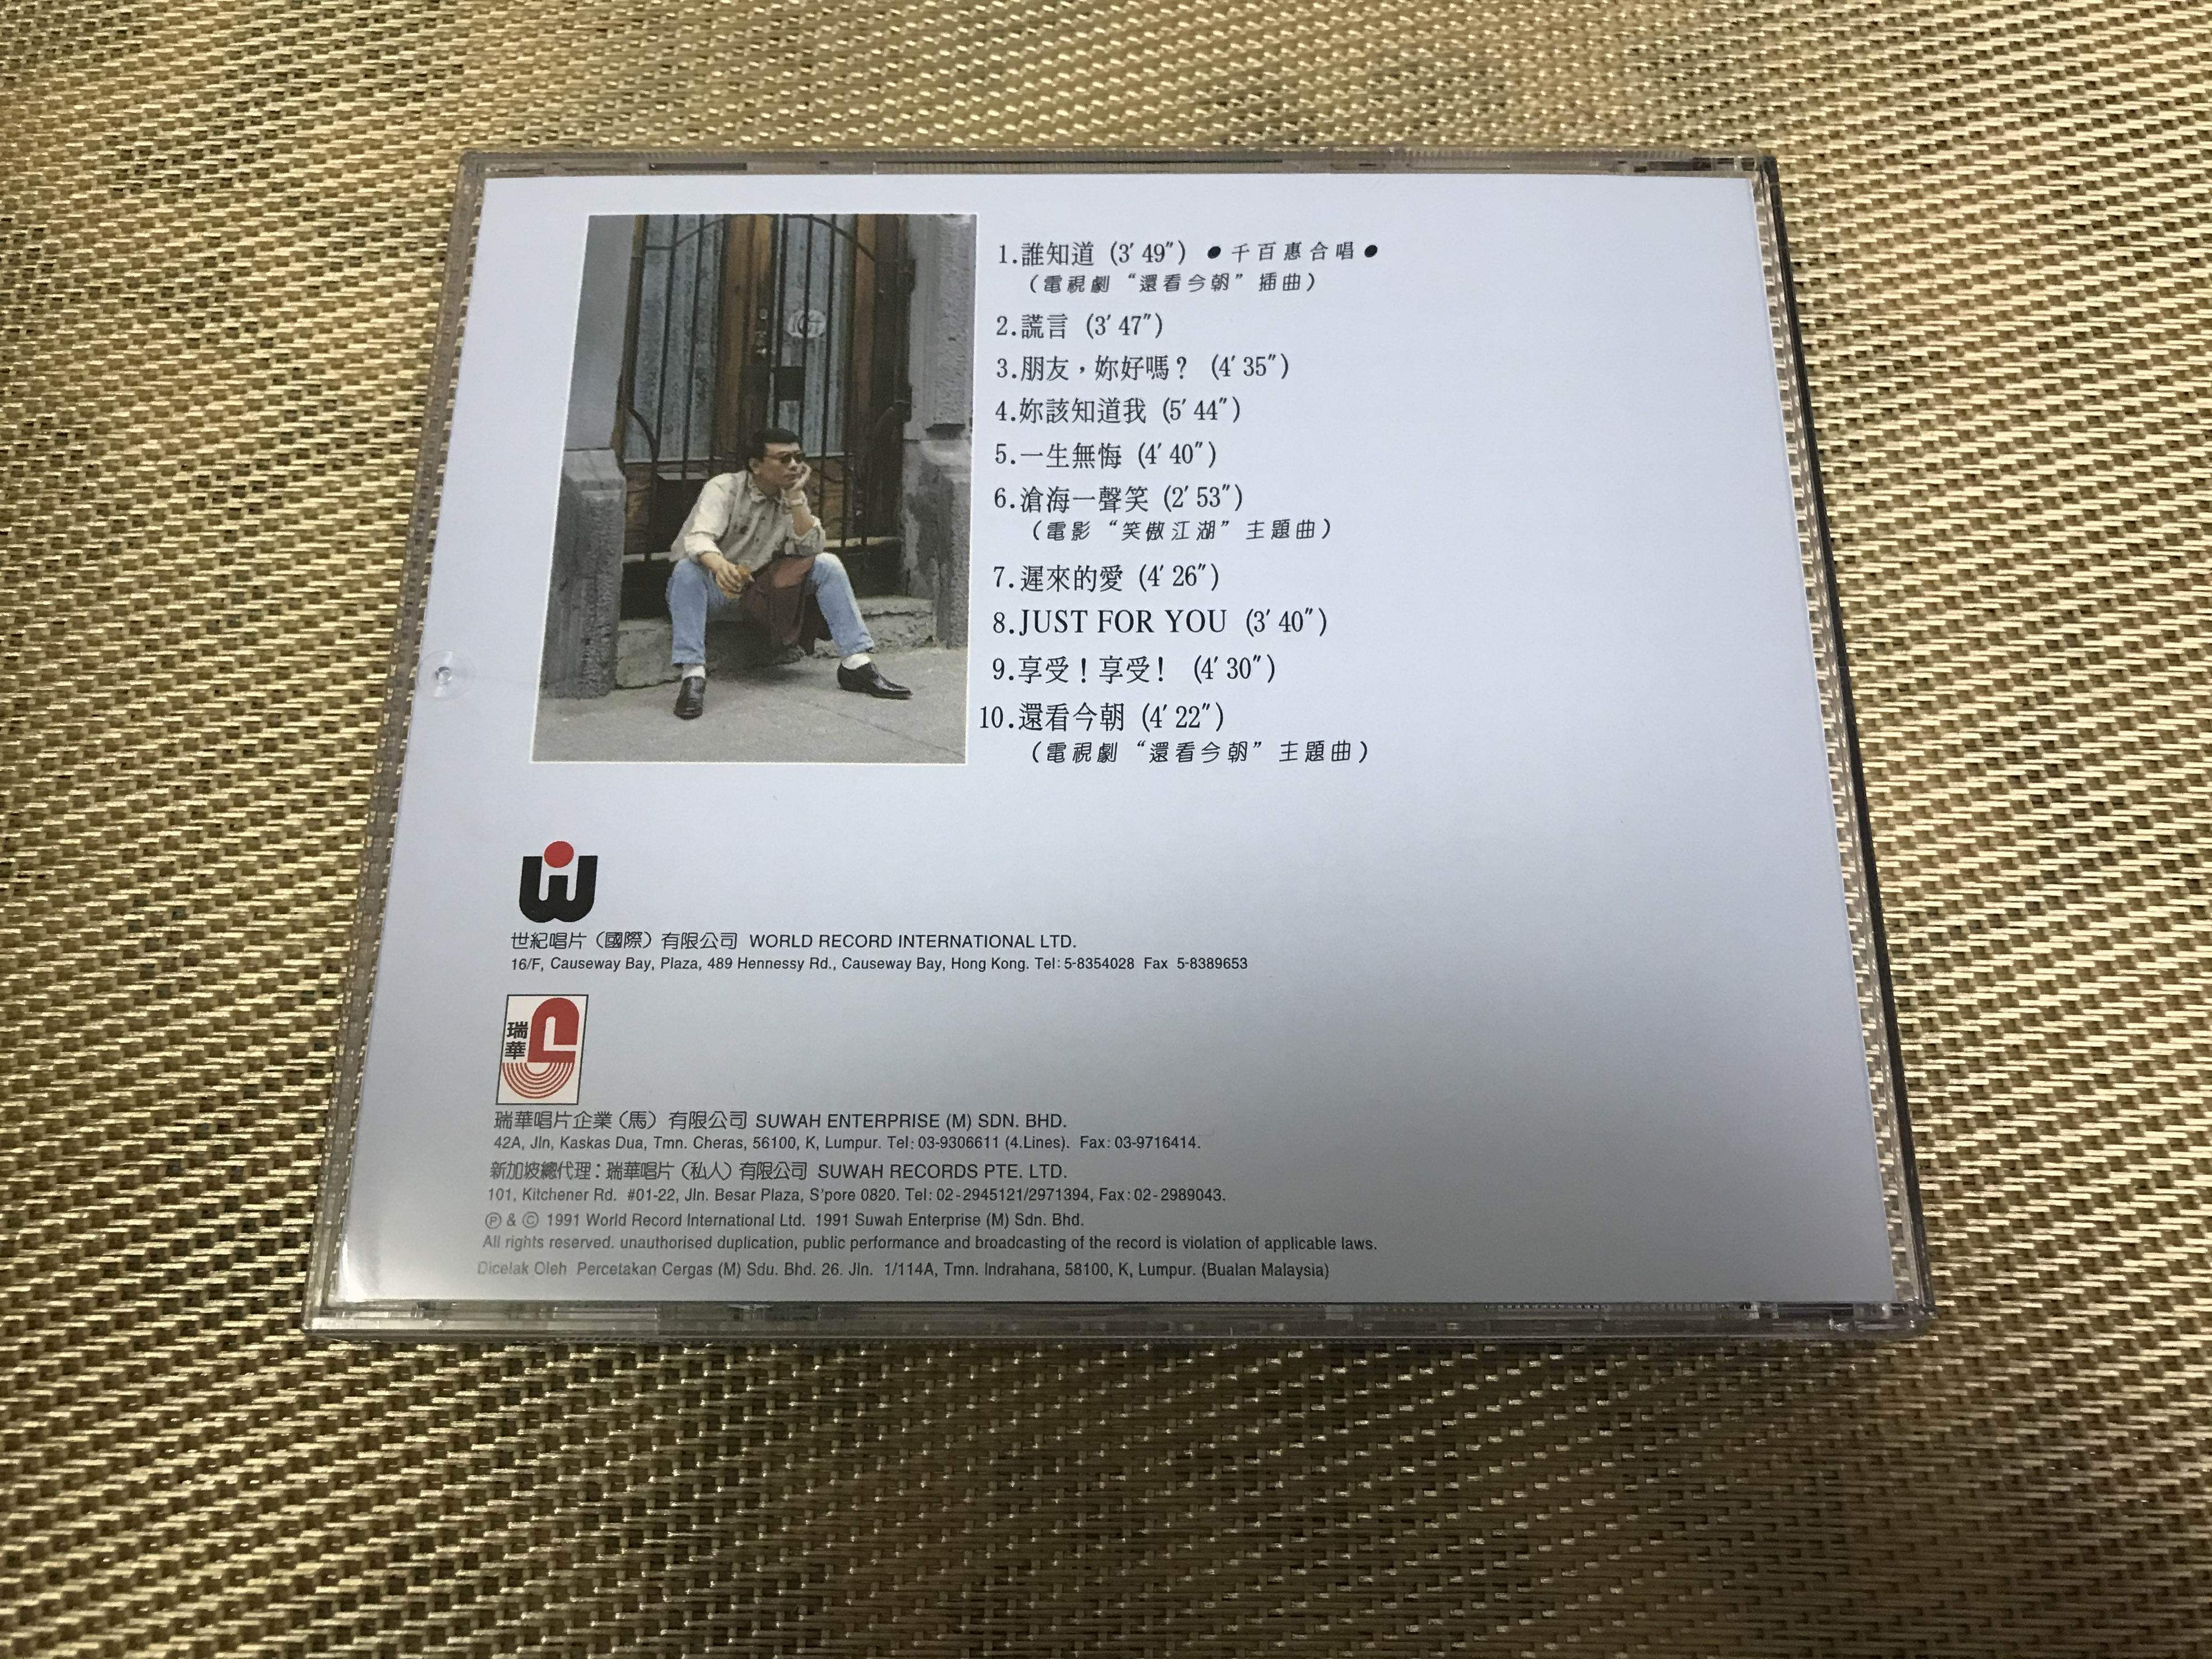 1.誰知道 (3′49″) ●千百惠合唱●
(電視劇“還看今朝”插曲)
2.謊言 (3′47″)
3.朋友，妳好嗎？ (4′35″)
4.妳該知道我 (5′44″)
5.一生無悔 (4′40″)
6.滄海一聲笑 (2′53″)
(電影“笑傲江湖”主題曲)
7.遲來的愛 (4′26″)
8.JUST FOR YOU (3′40″)
9.享受！享受！ (4′30″)
10.還看今朝 (4′22″)
(電視劇“還看今朝”主題曲)
世紀唱片（國際）有限公司 WORLD RECORD INTERNATIONAL LTD.
16/F, Causeway Bay, Plaza, 489 Hennessy Rd., Causeway Bay, Hong Kong. Tel: 5-8354028 Fax 5-8389653
瑞華
瑞華唱片企業（馬）有限公司 SUWAH ENTERPRISE (M) SDN. BHD.
42A, Jln, Kaskas Dua, Tmn. Cheras, 56100, K, Lumpur. Tel: 03-9306611 (4.Lines). Fax: 03-9716414.
新加坡總代理：瑞華唱片（私人）有限公司 SUWAH RECORDS PTE. LTD.
101, Kitchener Rd. #01-22, Jln. Besar Plaza, S'pore 0820. Tel: 02-2945121/2971394, Fax: 02-2989043.
Ⓟ & © 1991 World Record International Ltd. 1991 Suwah Enterprise (M) Sdn. Bhd.
All rights reserved. unauthorised duplication, public performance and broadcasting of the record is violation of applicable laws.
Dicelak Oleh Percetakan Cergas (M) Sdu. Bhd. 26. Jln. 1/114A, Tmn. Indrahana, 58100, K, Lumpur. (Bualan Malaysia)